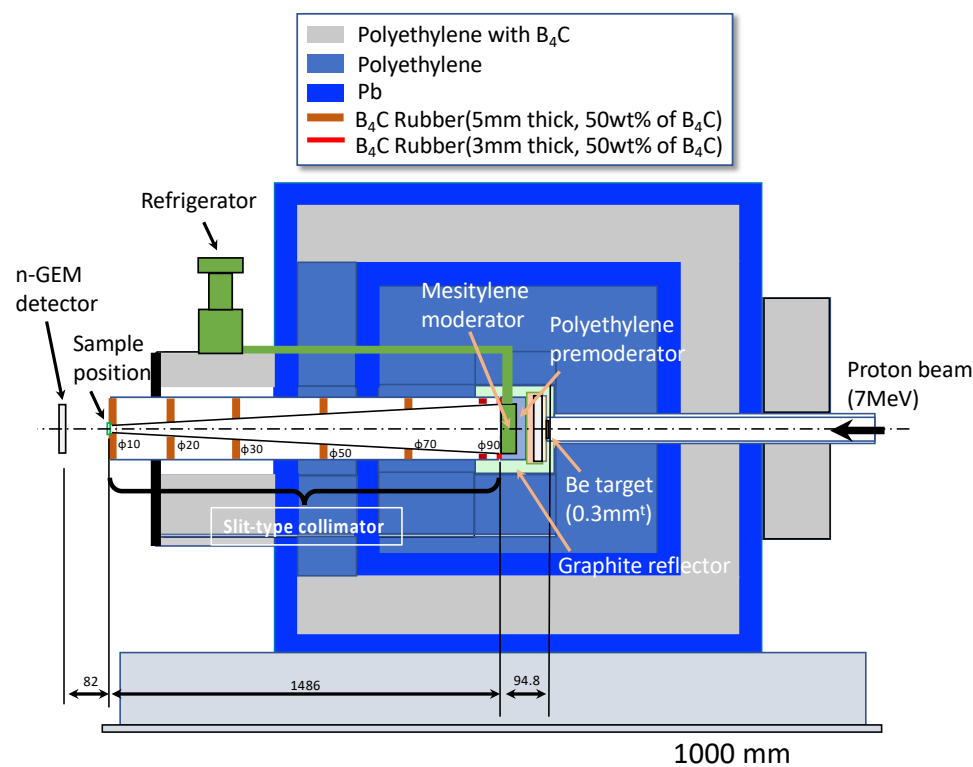 Polyethylene with B₄C
Polyethylene
Pb
B₄C Rubber(5mm thick, 50wt% of B₄C)
B₄C Rubber(3mm thick, 50wt% of B₄C)
Refrigerator
n-GEM
detector
Sample
position
Mesitylene
moderator
Polyethylene
premoderator
Proton beam
(7MeV)
ϕ10
ϕ20
ϕ30
ϕ50
ϕ70
ϕ90
Be target
(0.3mmᵗ)
Slit-type collimator
Graphite reflector
82
1486
94.8
1000 mm